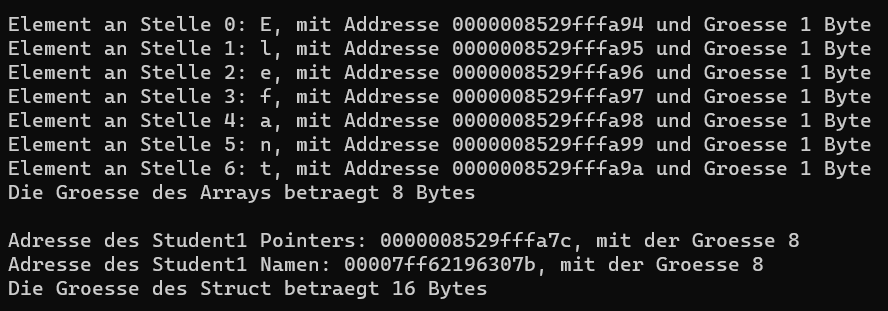 Element an Stelle 0: E, mit Addresse 0000008529fffa94 und Groesse 1 Byte
Element an Stelle 1: l, mit Addresse 0000008529fffa95 und Groesse 1 Byte
Element an Stelle 2: e, mit Addresse 0000008529fffa96 und Groesse 1 Byte
Element an Stelle 3: f, mit Addresse 0000008529fffa97 und Groesse 1 Byte
Element an Stelle 4: a, mit Addresse 0000008529fffa98 und Groesse 1 Byte
Element an Stelle 5: n, mit Addresse 0000008529fffa99 und Groesse 1 Byte
Element an Stelle 6: t, mit Addresse 0000008529fffa9a und Groesse 1 Byte
Die Groesse des Arrays betraegt 8 Bytes
Adresse des Student1 Pointers: 0000008529fffa7c, mit der Groesse 8
Adresse des Student1 Namen: 00007ff62196307b, mit der Groesse 8
Die Groesse des Struct betraegt 16 Bytes